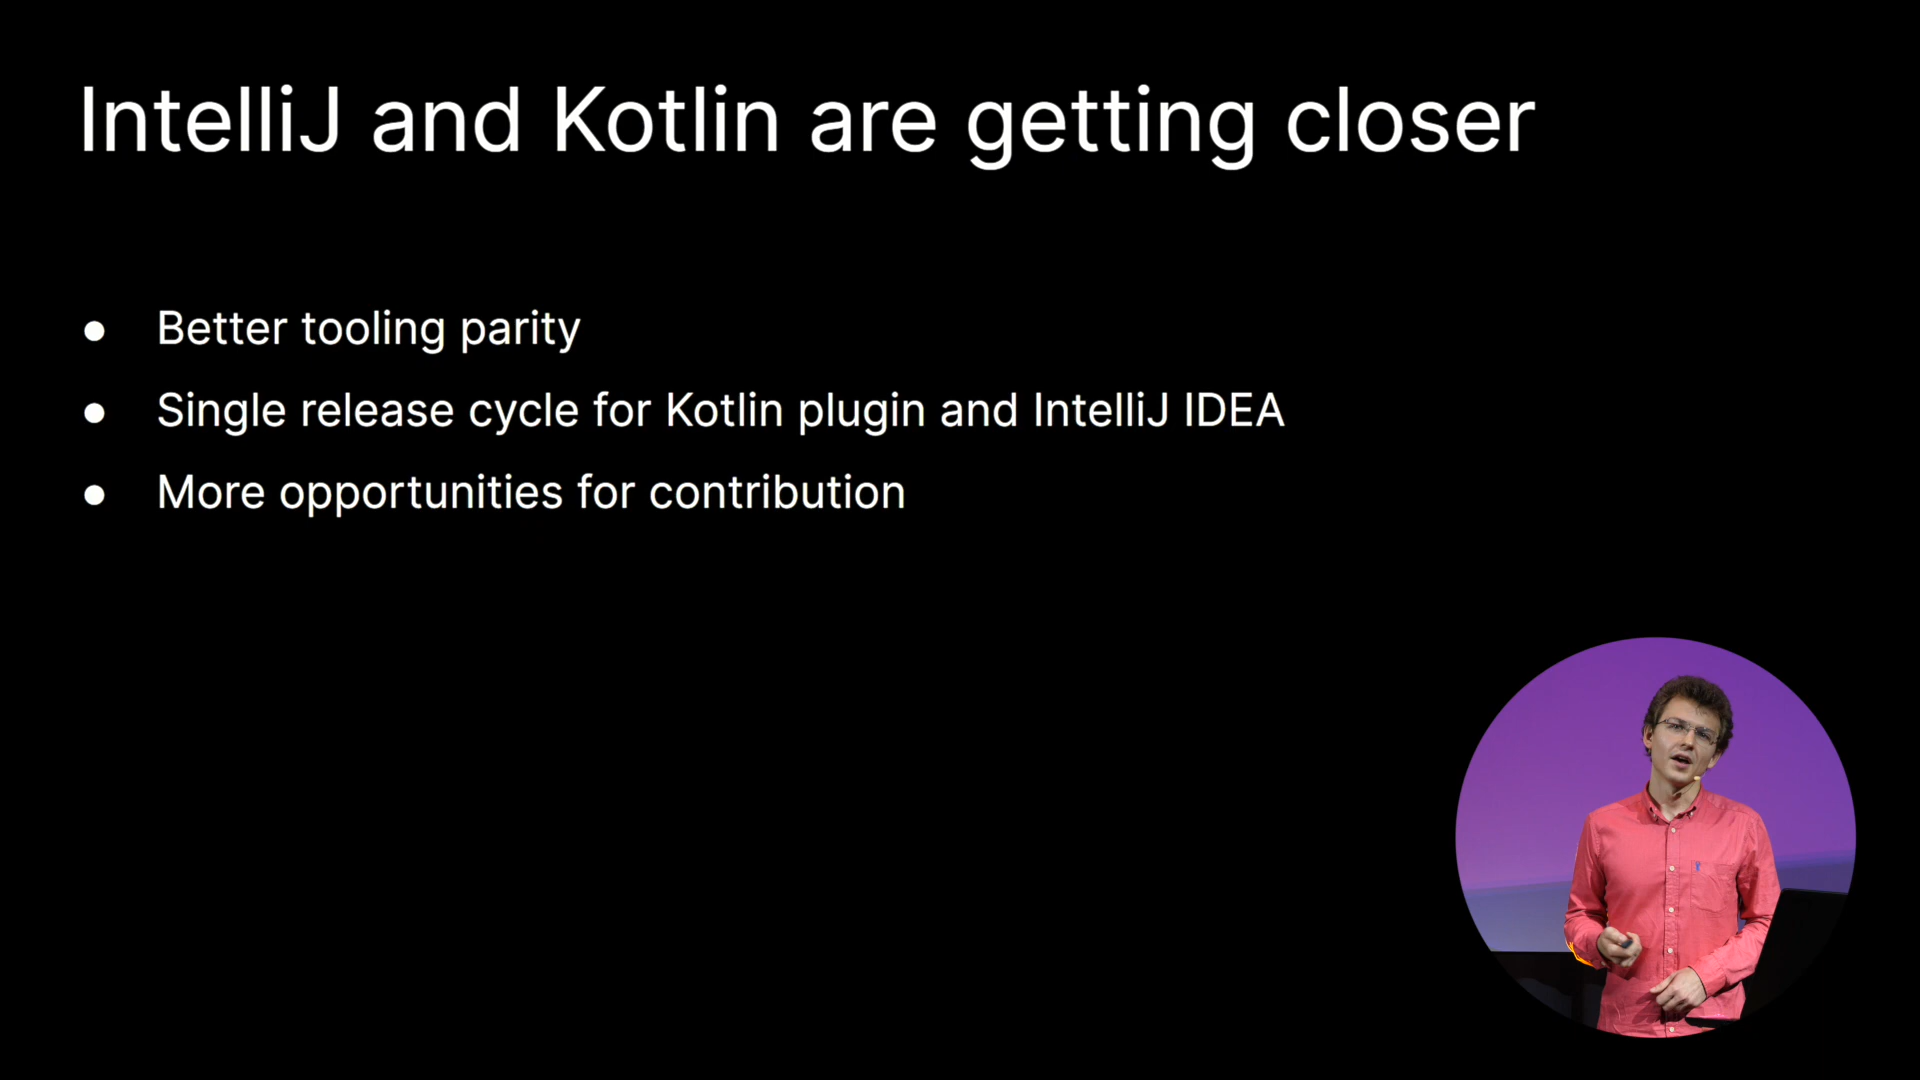 IntelliJ and Kotlin are getting closer
● Better tooling parity
● Single release cycle for Kotlin plugin and IntelliJ IDEA
● More opportunities for contribution